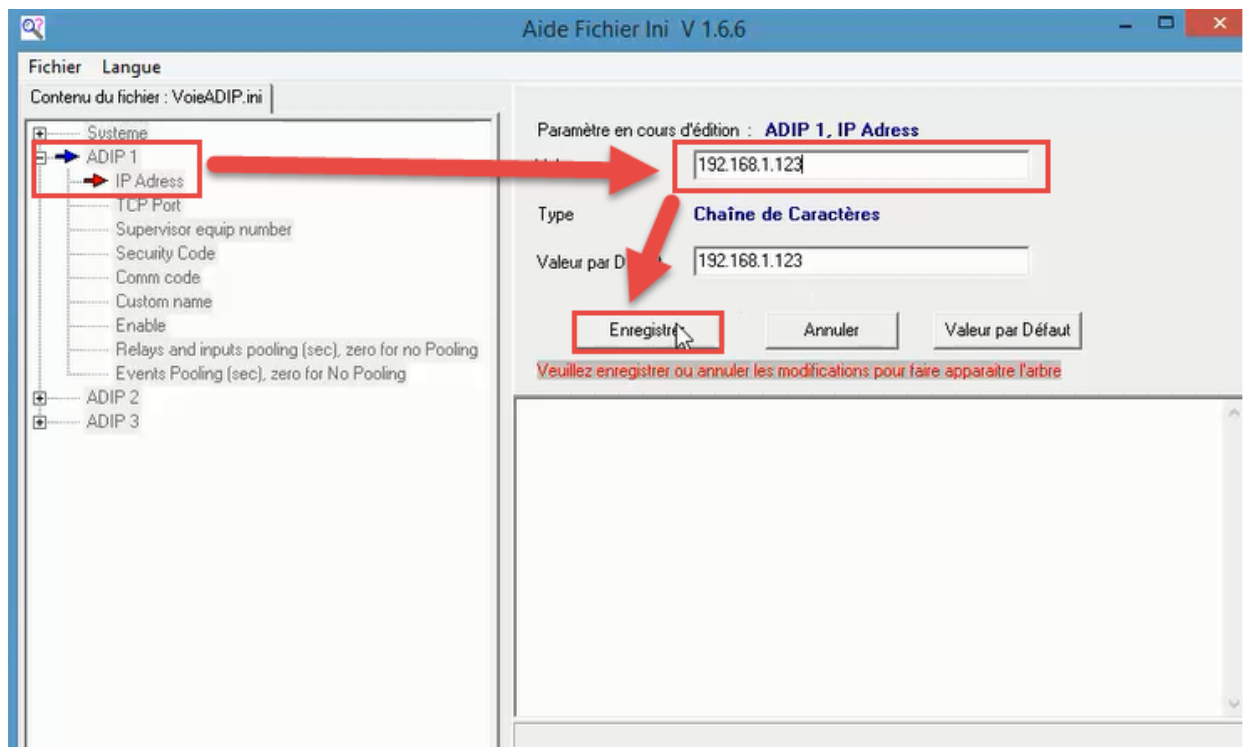 Aide Fichier Ini V 1.6.6
Fichier Langue
Contenu du fichier : VoieADIP.ini
Systeme
ADIP 1
IP Adress
TCP Port
Supervisor equip number
Security Code
Comm code
Custom name
Enable
Relays and inputs pooling (sec), zero for no Pooling
Events Pooling (sec), zero for No Pooling
ADIP 2
ADIP 3
Paramètre en cours d'édition : ADIP 1, IP Adress
192.168.1.123
Type Chaîne de Caractères
Valeur par 192.168.1.123
Enregistrer Annuler Valeur par Défaut
Veuillez enregistrer ou annuler les modifications pour faire apparaitre l'arbre